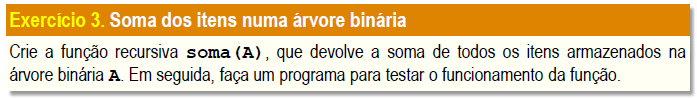 Exercício 3. Soma dos itens numa árvore binária
Crie a função recursiva soma(A), que devolve a soma de todos os itens armazenados na
árvore binária A. Em seguida, faça um programa para testar o funcionamento da função.